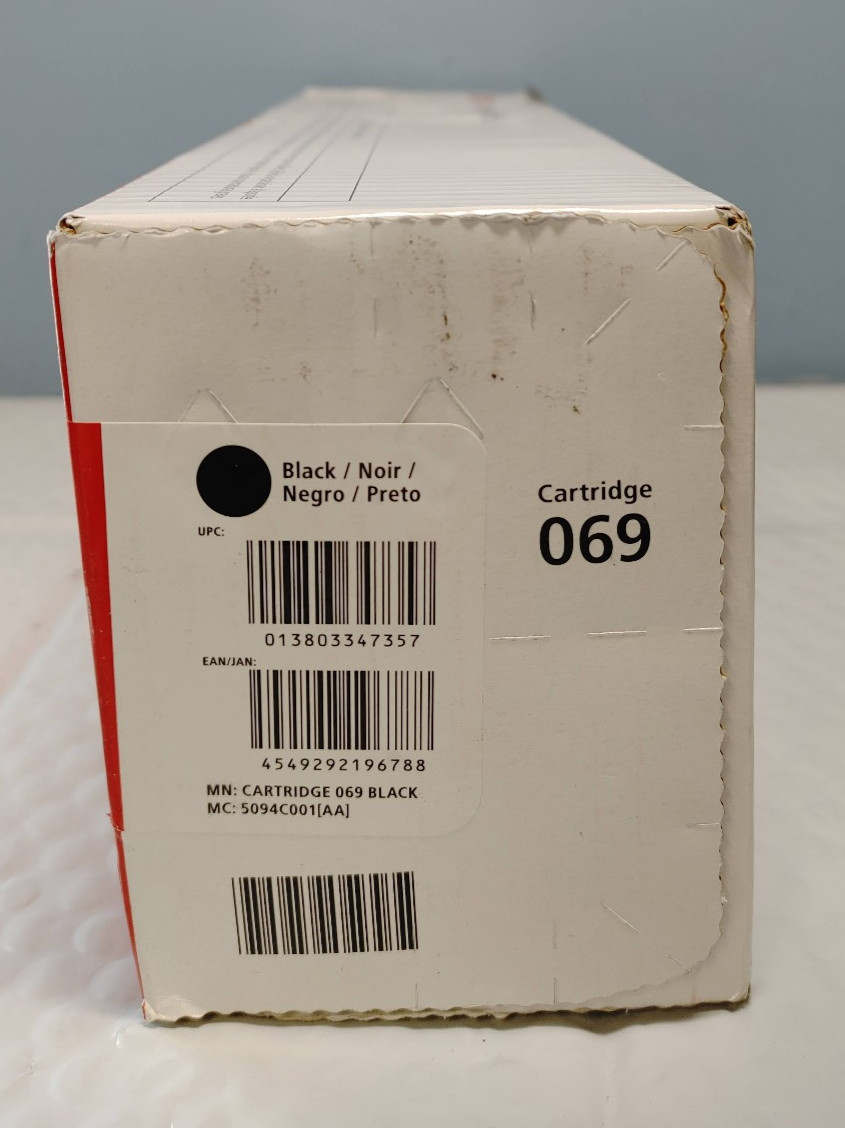 Black / Noir /
Negro / Preto
Cartridge
069
UPC:
013803347357
EAN/JAN:
4549292196788
MN: CARTRIDGE 069 BLACK
MC: 5094C001[AA]